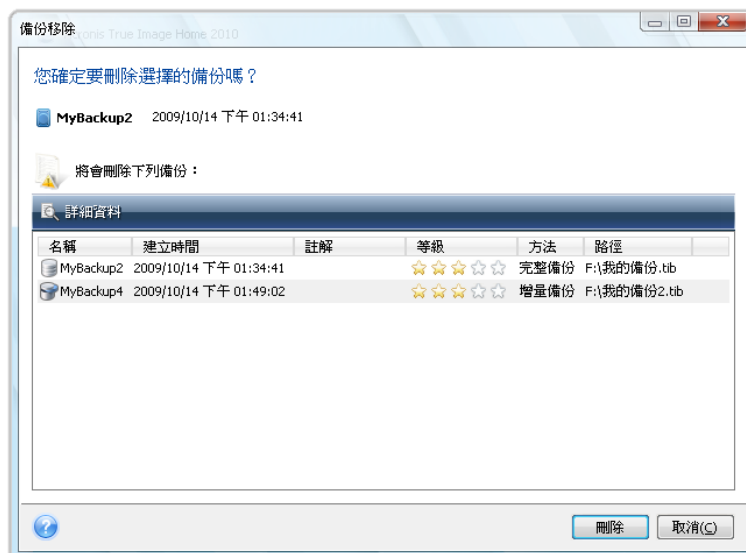 備份移除
Acronis True Image Home 2010
您確定要刪除選擇的備份嗎？
MyBackup2 2009/10/14 下午 01:34:41
將會刪除下列備份：
詳細資料
名稱 建立時間 註解 等級 方法 路徑
MyBackup2 2009/10/14 下午 01:34:41 完整備份 F:\我的備份.tib
MyBackup4 2009/10/14 下午 01:49:02 增量備份 F:\我的備份2.tib
刪除 取消(C)